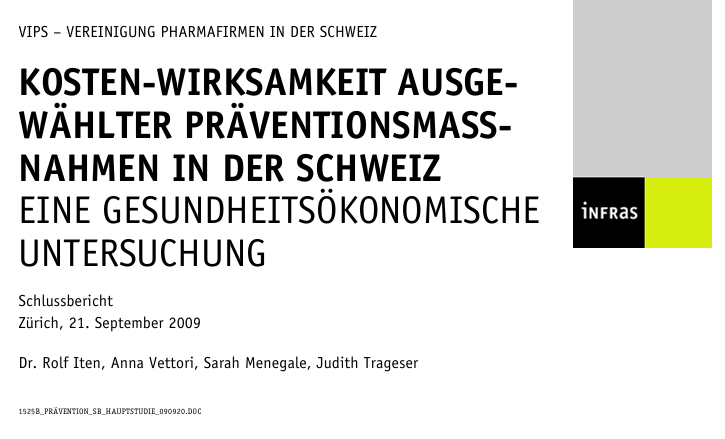 VIPS – VEREINIGUNG PHARMAFIRMEN IN DER SCHWEIZ
KOSTEN-WIRKSAMKEIT AUSGE-
WÄHLTER PRÄVENTIONSMASS-
NAHMEN IN DER SCHWEIZ
EINE GESUNDHEITSÖKONOMISCHE
UNTERSUCHUNG
infras
Schlussbericht
Zürich, 21. September 2009
Dr. Rolf Iten, Anna Vettori, Sarah Menegale, Judith Trageser
1525B_PRÄVENTION_SB_HAUPTSTUDIE_090920.DOC